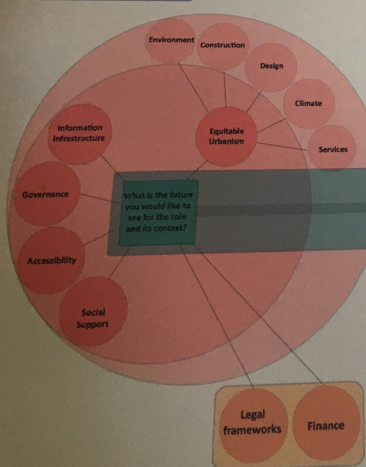 Environment
Construction
Design
Climate
Services
Equitable
Urbanism
Information
Infrastructure
Governance
What is the future
you would like to
see for the role
and its context?
Accessibility
Social
Support
Legal
frameworks
Finance